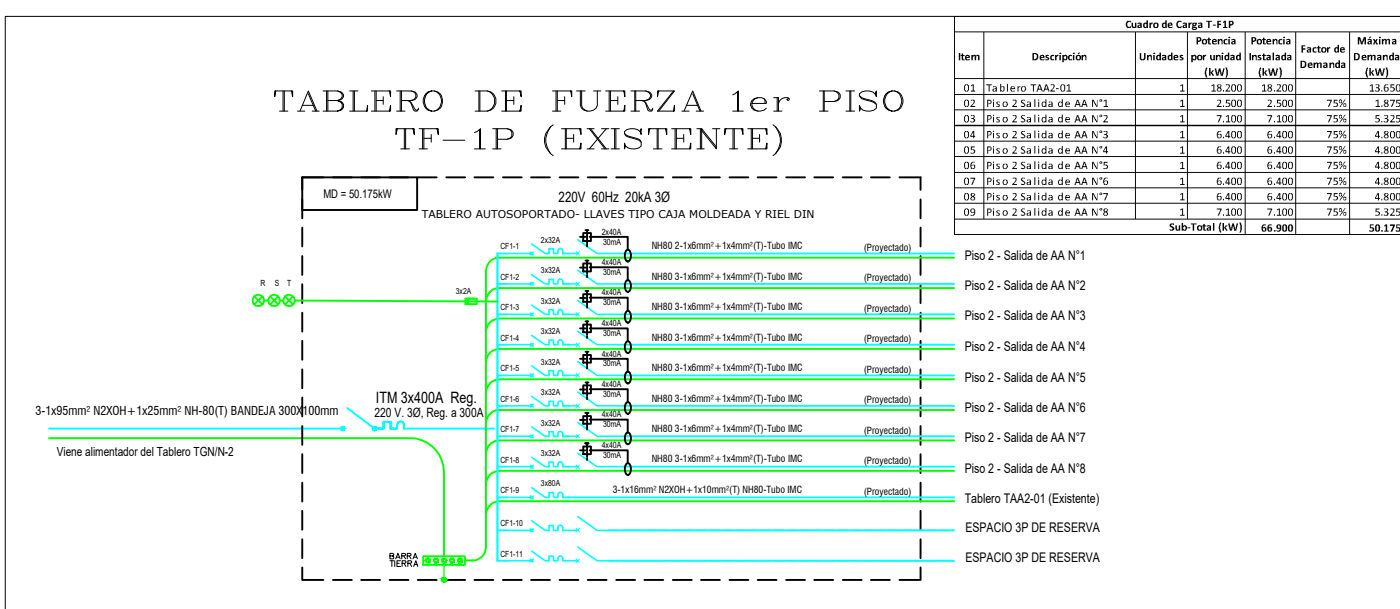 Cuadro de Carga T-F1P
Item Descripción Unidades Potencia por unidad (kW) Potencia Instalada (kW) Factor de Demanda Máxima Demanda (kW)
01 Tablero TAA2-01 1 18.200 18.200 13.650
02 Piso 2 Salida de AA N°1 1 2.500 2.500 75% 1.875
03 Piso 2 Salida de AA N°2 1 7.100 7.100 75% 5.325
04 Piso 2 Salida de AA N°3 1 6.400 6.400 75% 4.800
05 Piso 2 Salida de AA N°4 1 6.400 6.400 75% 4.800
06 Piso 2 Salida de AA N°5 1 6.400 6.400 75% 4.800
07 Piso 2 Salida de AA N°6 1 6.400 6.400 75% 4.800
08 Piso 2 Salida de AA N°7 1 6.400 6.400 75% 4.800
09 Piso 2 Salida de AA N°8 1 7.100 7.100 75% 5.325
Sub-Total (kW) 66.900 50.175
TABLERO DE FUERZA 1er PISO
TF-1P (EXISTENTE)
MD = 50.175kW
220V 60Hz 20kA 3Ø
TABLERO AUTOSOPORTADO- LLAVES TIPO CAJA MOLDEADA Y RIEL DIN
CF1-1 2x32A 2x40A 30mA NH80 2-1x6mm²+1x4mm²(T)-Tubo IMC (Proyectado) Piso 2 - Salida de AA N°1
CF1-2 3x32A 4x40A 30mA NH80 3-1x6mm²+1x4mm²(T)-Tubo IMC (Proyectado) Piso 2 - Salida de AA N°2
R S T
3x2A
CF1-3 3x32A 4x40A 30mA NH80 3-1x6mm²+1x4mm²(T)-Tubo IMC (Proyectado) Piso 2 - Salida de AA N°3
CF1-4 3x32A 4x40A 30mA NH80 3-1x6mm²+1x4mm²(T)-Tubo IMC (Proyectado) Piso 2 - Salida de AA N°4
CF1-5 3x32A 4x40A 30mA NH80 3-1x6mm²+1x4mm²(T)-Tubo IMC (Proyectado) Piso 2 - Salida de AA N°5
CF1-6 3x32A 4x40A 30mA NH80 3-1x6mm²+1x4mm²(T)-Tubo IMC (Proyectado) Piso 2 - Salida de AA N°6
CF1-7 3x32A 4x40A 30mA NH80 3-1x6mm²+1x4mm²(T)-Tubo IMC (Proyectado) Piso 2 - Salida de AA N°7
CF1-8 3x32A 4x40A 30mA NH80 3-1x6mm²+1x4mm²(T)-Tubo IMC (Proyectado) Piso 2 - Salida de AA N°8
CF1-9 3x80A 3-1x16mm² N2XOH+1x10mm²(T) NH80-Tubo IMC (Proyectado) Tablero TAA2-01 (Existente)
CF1-10 ESPACIO 3P DE RESERVA
CF1-11 ESPACIO 3P DE RESERVA
ITM 3x400A Reg.
220 V. 3Ø, Reg. a 300A
3-1x95mm² N2XOH+1x25mm² NH-80(T) BANDEJA 300X100mm
Viene alimentador del Tablero TGN/N-2
BARRA
TIERRA